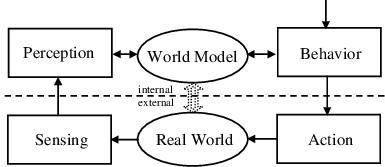 Perception
World Model
Behavior
internal
external
Sensing
Real World
Action